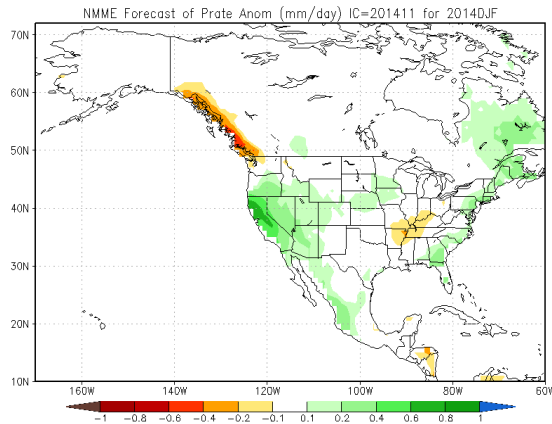 NMME Forecast of Prate Anom (mm/day) IC=201411 for 2014DJF
70N
60N
50N
40N
30N
20N
10N
160W 140W 120W 100W 80W 60W
-1 -0.8 -0.6 -0.4 -0.2 -0.1 0.1 0.2 0.4 0.6 0.8 1